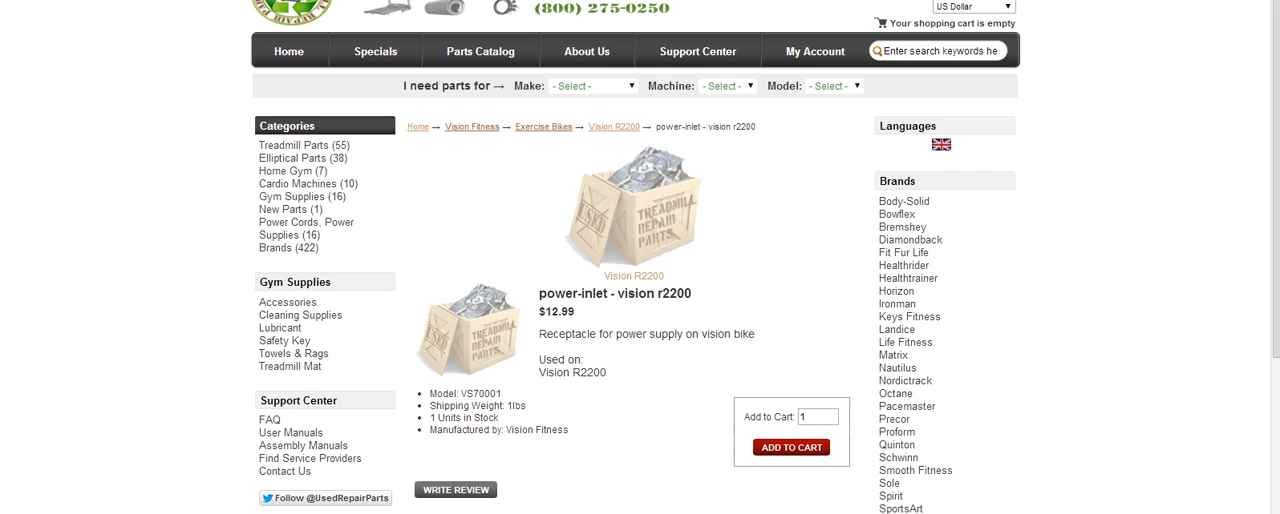 (800) 275-0250
US Dollar
Your shopping cart is empty
Home
Specials
Parts Catalog
About Us
Support Center
My Account
Enter search keywords he
I need parts for →
Make:
- Select -
Machine:
- Select -
Model:
- Select -
Categories
Treadmill Parts (55)
Elliptical Parts (38)
Home Gym (7)
Cardio Machines (10)
Gym Supplies (16)
New Parts (1)
Power Cords, Power
Supplies (16)
Brands (422)
Gym Supplies
Accessories
Cleaning Supplies
Lubricant
Safety Key
Towels & Rags
Treadmill Mat
Support Center
FAQ
User Manuals
Assembly Manuals
Find Service Providers
Contact Us
Follow @UsedRepairParts
Home → Vision Fitness → Exercise Bikes → Vision R2200 → power-inlet - vision r2200
USED
TREADMILL
REPAIR
PARTS
Vision R2200
USED
TREADMILL
REPAIR
PARTS
power-inlet - vision r2200
$12.99
Receptacle for power supply on vision bike
Used on:
Vision R2200
Model: VS70001
Shipping Weight: 1lbs
1 Units in Stock
Manufactured by: Vision Fitness
Add to Cart: 1
ADD TO CART
WRITE REVIEW
Languages
Brands
Body-Solid
Bowflex
Bremshey
Diamondback
Fit Fur Life
Healthrider
Healthtrainer
Horizon
Ironman
Keys Fitness
Landice
Life Fitness
Matrix
Nautilus
Nordictrack
Octane
Pacemaster
Precor
Proform
Quinton
Schwinn
Smooth Fitness
Sole
Spirit
SportsArt